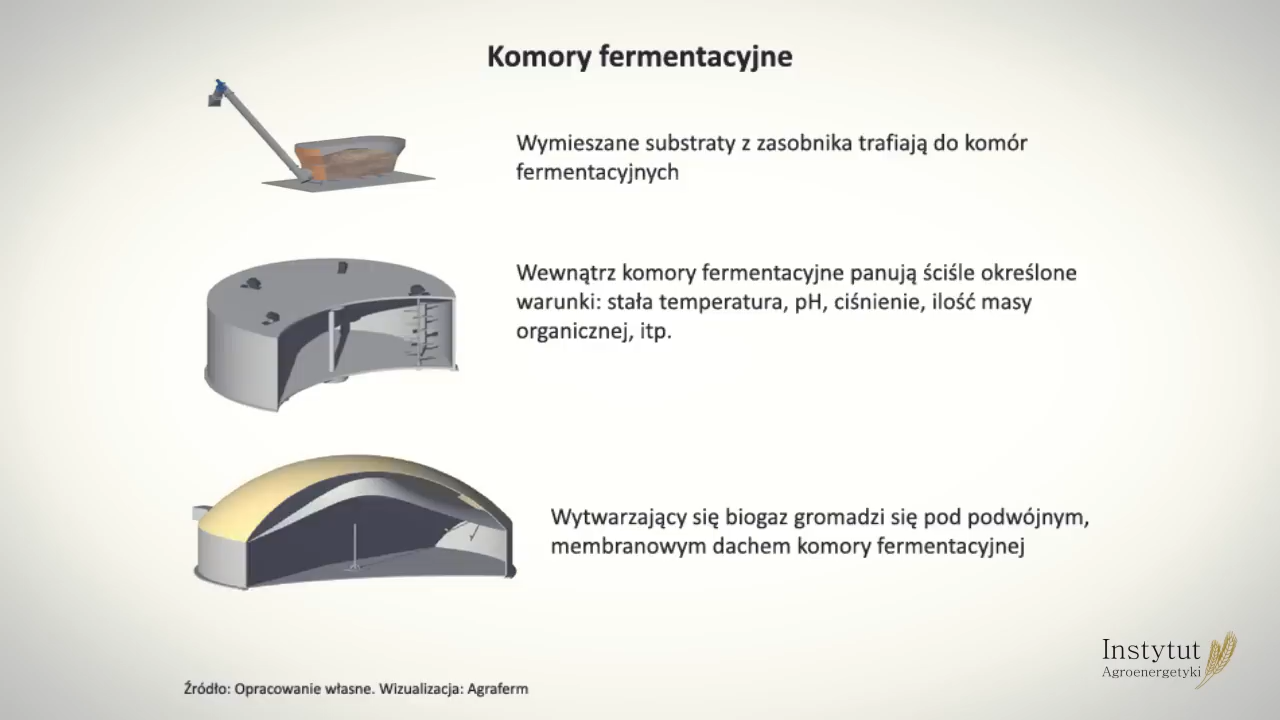 Komory fermentacyjne
Wymieszane substraty z zasobnika trafiają do komór
fermentacyjnych
Wewnątrz komory fermentacyjne panują ściśle określone
warunki: stała temperatura, pH, ciśnienie, ilość masy
organicznej, itp.
Wytwarzający się biogaz gromadzi się pod podwójnym,
membranowym dachem komory fermentacyjnej
Instytut
Agroenergetyki
Źródło: Opracowanie własne. Wizualizacja: Agraferm